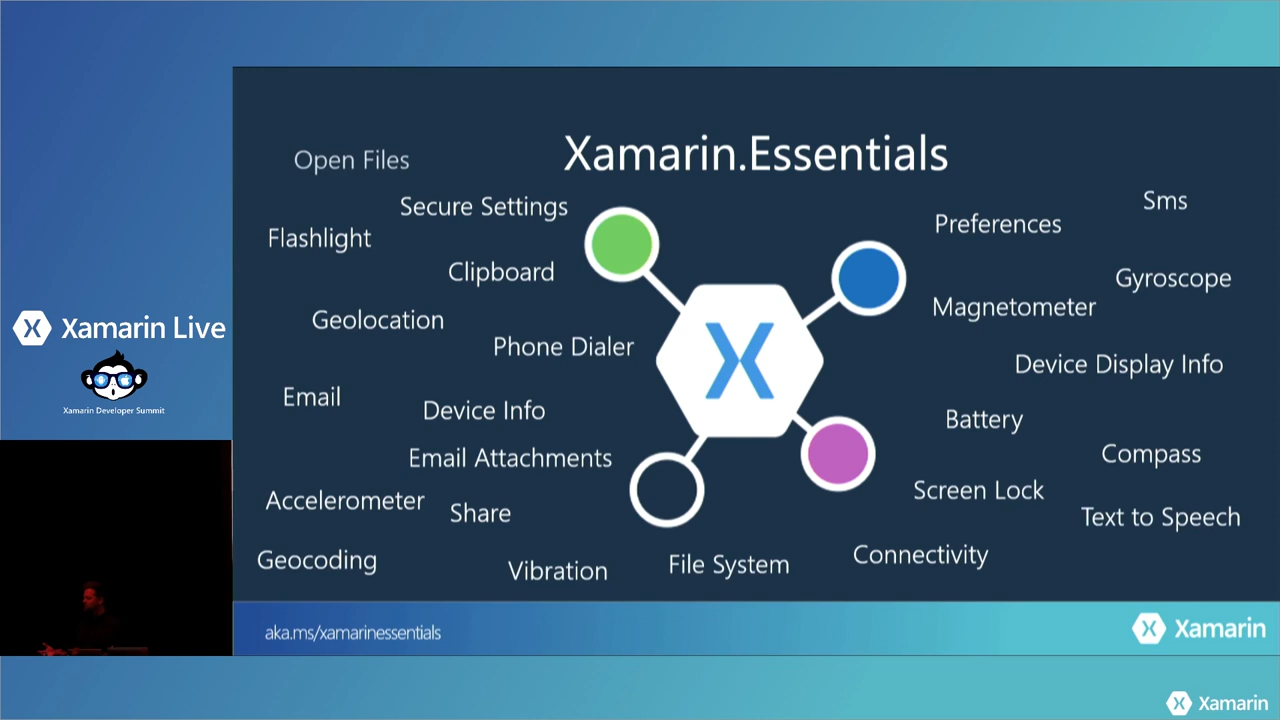 Xamarin.Essentials
Open Files
Secure Settings
Flashlight
Clipboard
Geolocation
Phone Dialer
Email
Device Info
Email Attachments
Accelerometer
Share
Geocoding
Vibration
File System
Sms
Preferences
Gyroscope
Magnetometer
Device Display Info
Battery
Compass
Screen Lock
Text to Speech
Connectivity
Xamarin Live
Xamarin Developer Summit
aka.ms/xamarinessentials
Xamarin
Xamarin